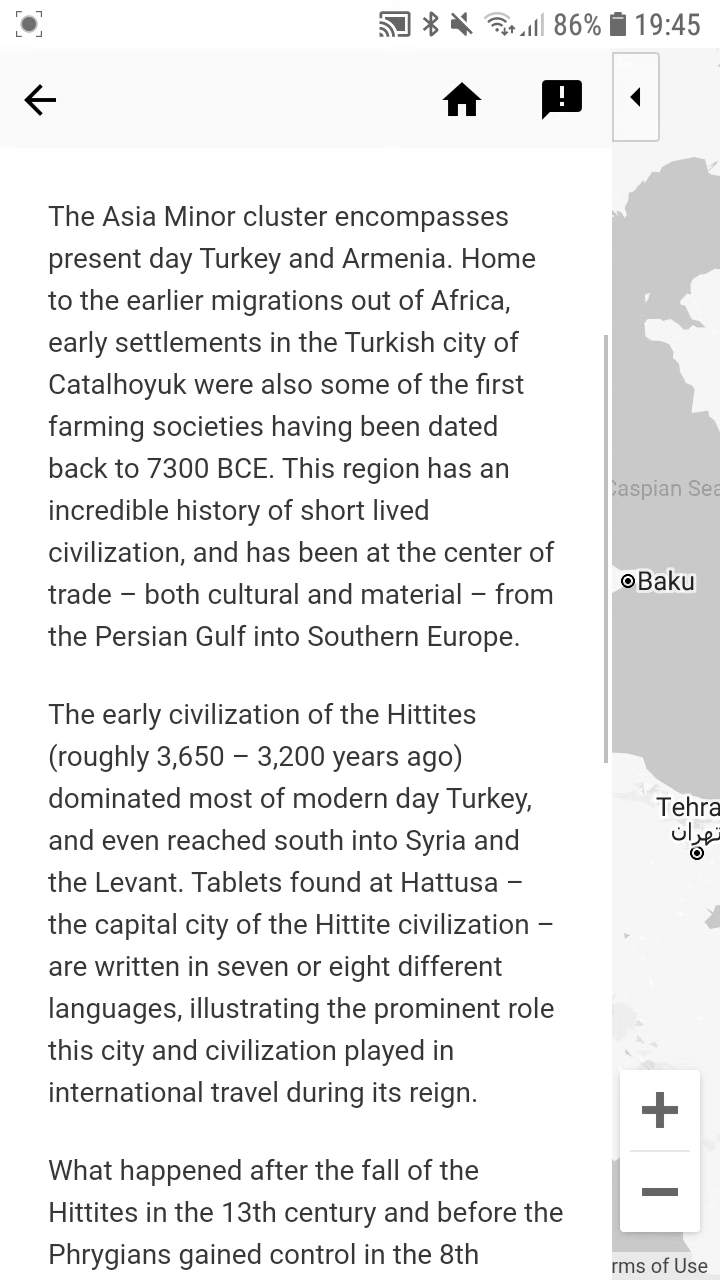 86% 19:45
The Asia Minor cluster encompasses
present day Turkey and Armenia. Home
to the earlier migrations out of Africa,
early settlements in the Turkish city of
Catalhoyuk were also some of the first
farming societies having been dated
back to 7300 BCE. This region has an
incredible history of short lived
civilization, and has been at the center of
trade – both cultural and material – from
the Persian Gulf into Southern Europe.
The early civilization of the Hittites
(roughly 3,650 – 3,200 years ago)
dominated most of modern day Turkey,
and even reached south into Syria and
the Levant. Tablets found at Hattusa –
the capital city of the Hittite civilization –
are written in seven or eight different
languages, illustrating the prominent role
this city and civilization played in
international travel during its reign.
What happened after the fall of the
Hittites in the 13th century and before the
Phrygians gained control in the 8th
Caspian Sea
Baku
Tehra
تهران
rms of Use